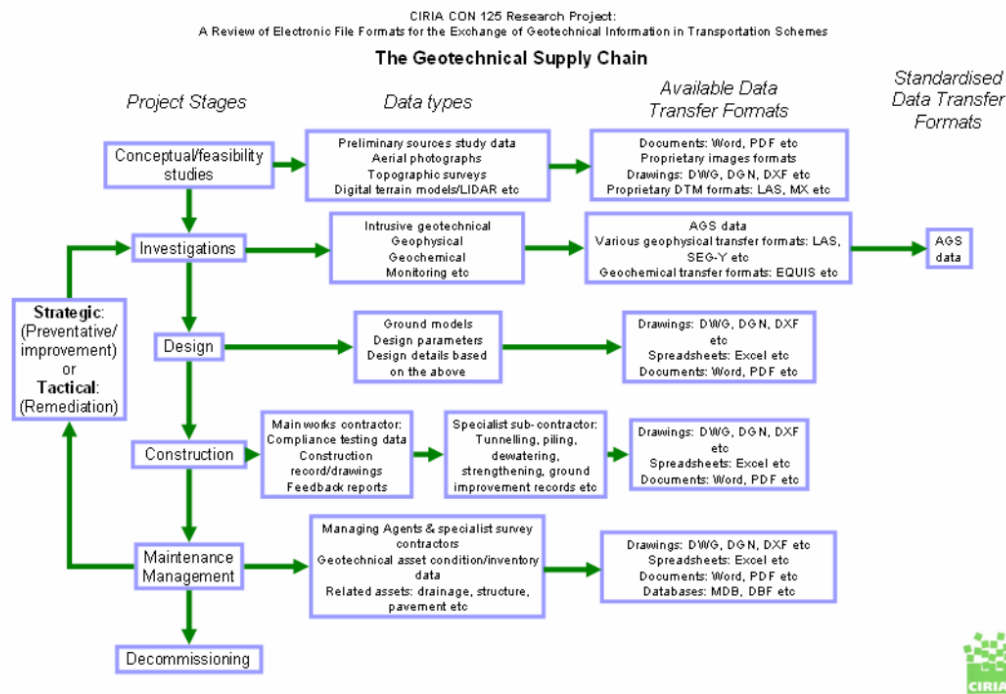 CIRIA CON 125 Research Project:
A Review of Electronic File Formats for the Exchange of Geotechnical Information in Transportation Schemes
The Geotechnical Supply Chain
Project Stages
Data types
Available Data
Transfer Formats
Standardised
Data Transfer
Formats
Conceptual/feasibility
studies
Preliminary sources study data
Aerial photographs
Topographic surveys
Digital terrain models/LIDAR etc
Documents: Word, PDF etc
Proprietary images formats
Drawings: DWG, DGN, DXF etc
Proprietary DTM formats: LAS, MX etc
Investigations
Intrusive geotechnical
Geophysical
Geochemical
Monitoring etc
AGS data
Various geophysical transfer formats: LAS,
SEG-Y etc
Geochemical transfer formats: EQUIS etc
AGS
data
Strategic:
(Preventative/
improvement)
or
Tactical:
(Remediation)
Design
Ground models
Design parameters
Design details based
on the above
Drawings: DWG, DGN, DXF
etc
Spreadsheets: Excel etc
Documents: Word, PDF etc
Construction
Main works contractor:
Compliance testing data
Construction
record/drawings
Feedback reports
Specialist sub-contractor:
Tunnelling, piling,
dewatering,
strengthening, ground
improvement records etc
Drawings: DWG, DGN, DXF
etc
Spreadsheets: Excel etc
Documents: Word, PDF etc
Maintenance
Management
Managing Agents & specialist survey
contractors
Geotechnical asset condition/inventory
data
Related assets: drainage, structure,
pavement etc
Drawings: DWG, DGN, DXF etc
Spreadsheets: Excel etc
Documents: Word, PDF etc
Databases: MDB, DBF etc
Decommissioning
CIRIA